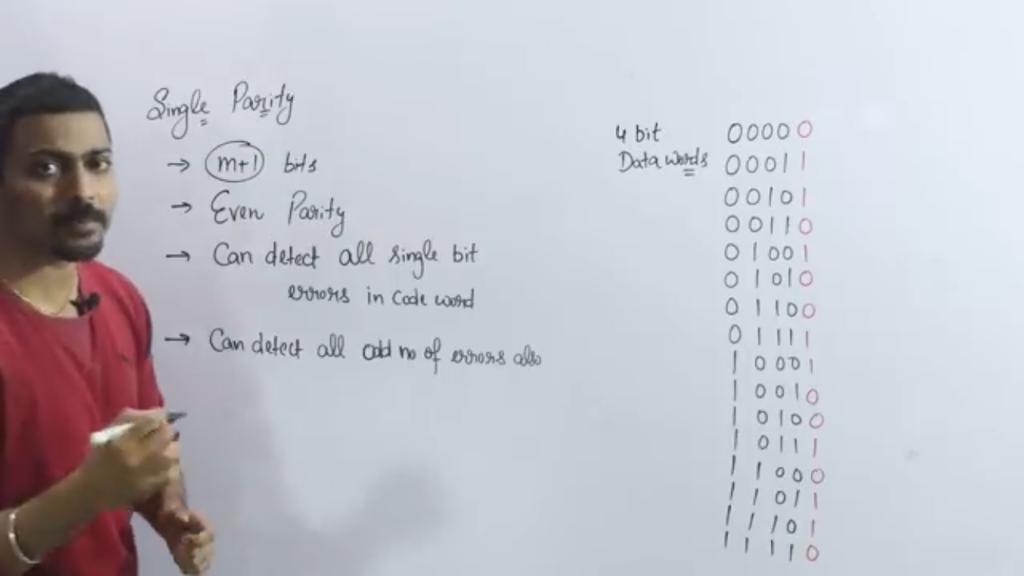 Single Parity
→ m+1 bits
→ Even Parity
→ Can detect all single bit
errors in Code word
→ Can detect all odd no of errors also
4 bit
Data words
00000
00011
00101
00110
01001
01010
01100
01111
10001
10010
10100
10111
11000
11011
11101
11110